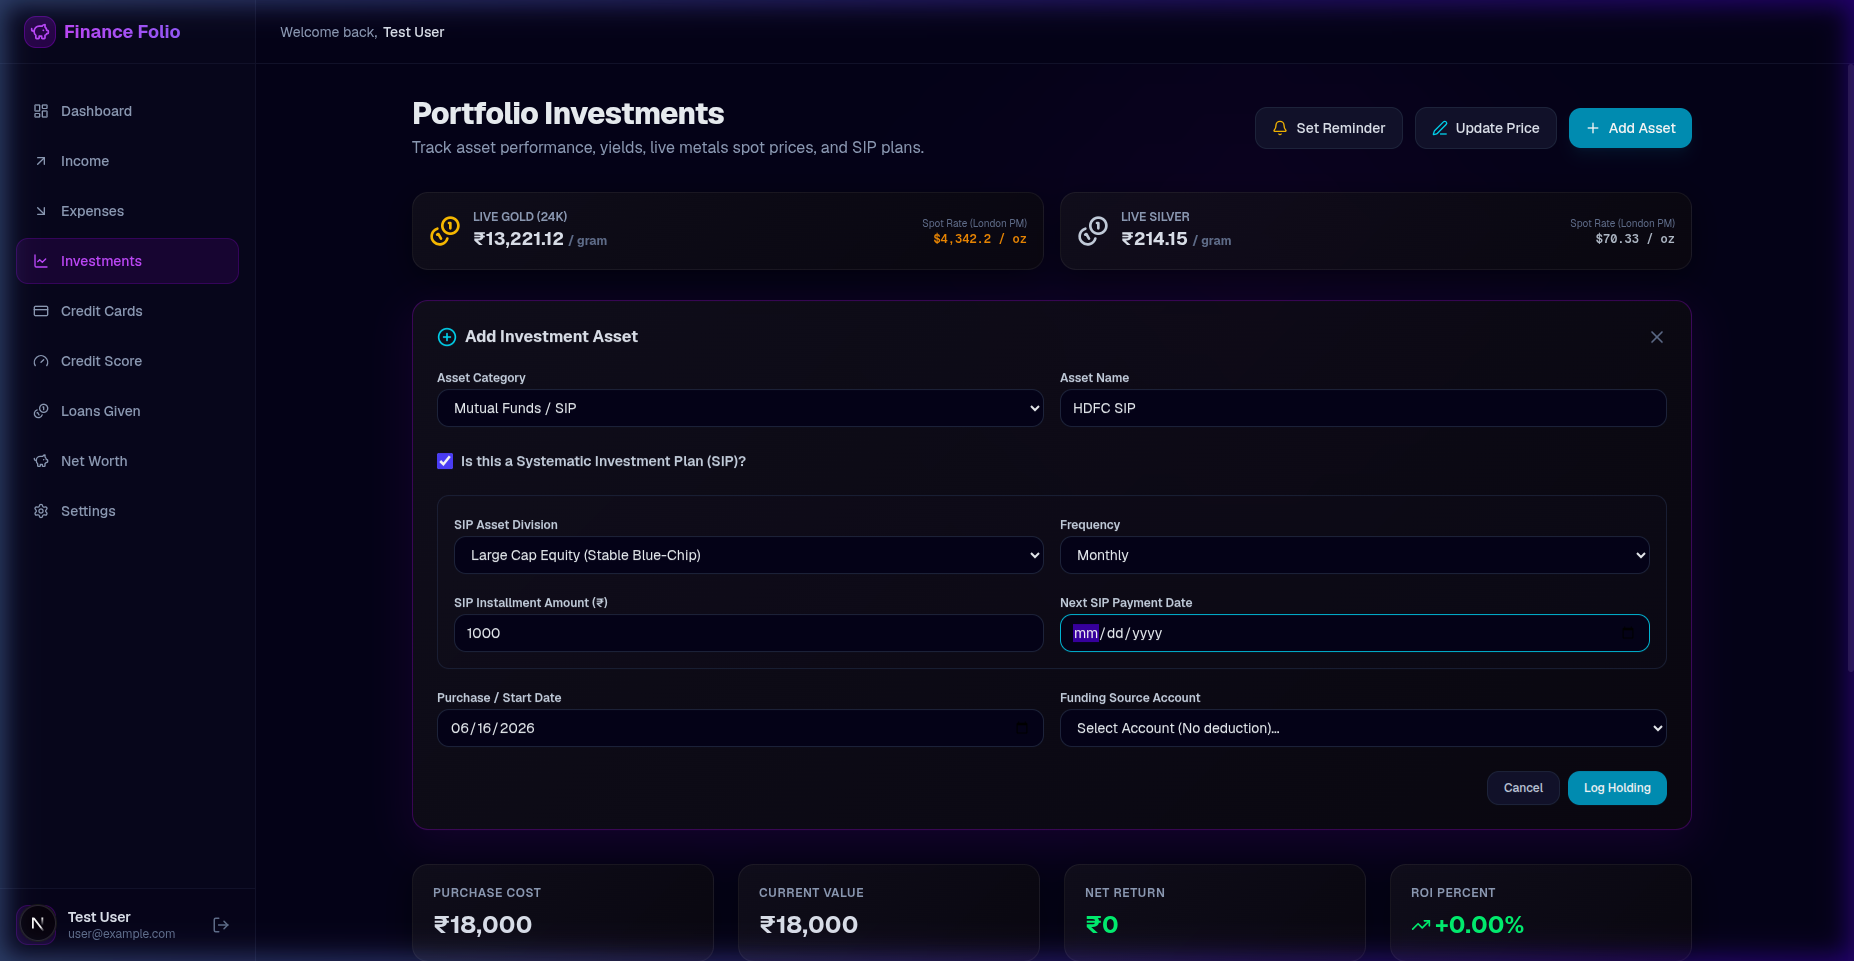 Finance Folio
Welcome back, Test User
Dashboard
Income
Expenses
Investments
Credit Cards
Credit Score
Loans Given
Net Worth
Settings
Portfolio Investments
Track asset performance, yields, live metals spot prices, and SIP plans.
Set Reminder
Update Price
Add Asset
LIVE GOLD (24K)
₹13,221.12 / gram
Spot Rate (London PM)
$4,342.2 / oz
LIVE SILVER
₹214.15 / gram
Spot Rate (London PM)
$70.33 / oz
Add Investment Asset
Asset Category
Mutual Funds / SIP
Asset Name
HDFC SIP
Is this a Systematic Investment Plan (SIP)?
SIP Asset Division
Large Cap Equity (Stable Blue-Chip)
Frequency
Monthly
SIP Installment Amount (₹)
1000
Next SIP Payment Date
mm/dd/yyyy
Purchase / Start Date
06/16/2026
Funding Source Account
Select Account (No deduction)...
Cancel
Log Holding
PURCHASE COST
₹18,000
CURRENT VALUE
₹18,000
NET RETURN
₹0
ROI PERCENT
+0.00%
N
Test User
user@example.com